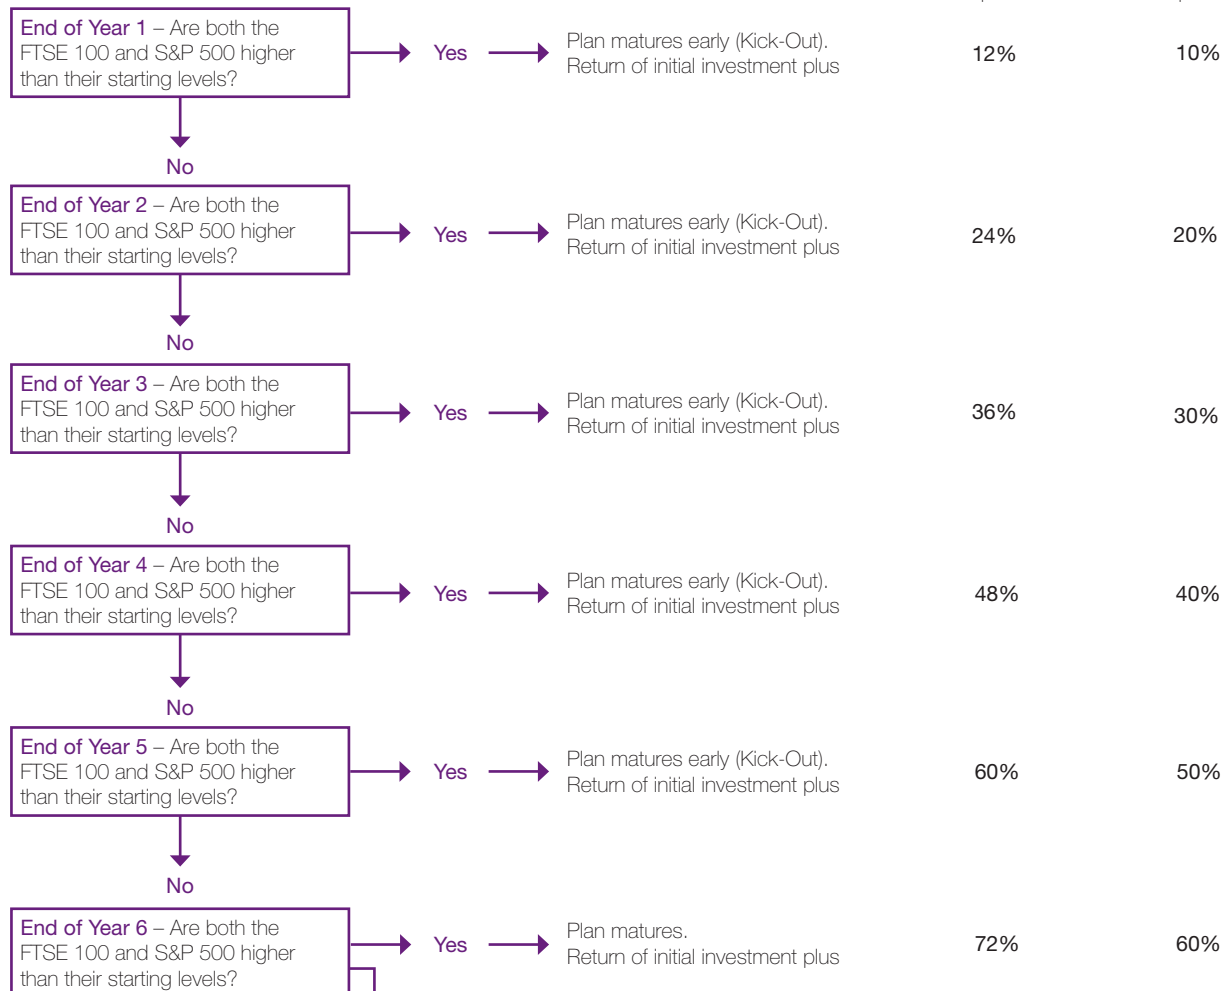 End of Year 1 – Are both the
FTSE 100 and S&P 500 higher
than their starting levels?
Yes
Plan matures early (Kick-Out).
Return of initial investment plus
12%
10%
No
End of Year 2 – Are both the
FTSE 100 and S&P 500 higher
than their starting levels?
Yes
Plan matures early (Kick-Out).
Return of initial investment plus
24%
20%
No
End of Year 3 – Are both the
FTSE 100 and S&P 500 higher
than their starting levels?
Yes
Plan matures early (Kick-Out).
Return of initial investment plus
36%
30%
No
End of Year 4 – Are both the
FTSE 100 and S&P 500 higher
than their starting levels?
Yes
Plan matures early (Kick-Out).
Return of initial investment plus
48%
40%
No
End of Year 5 – Are both the
FTSE 100 and S&P 500 higher
than their starting levels?
Yes
Plan matures early (Kick-Out).
Return of initial investment plus
60%
50%
No
End of Year 6 – Are both the
FTSE 100 and S&P 500 higher
than their starting levels?
Yes
Plan matures.
Return of initial investment plus
72%
60%